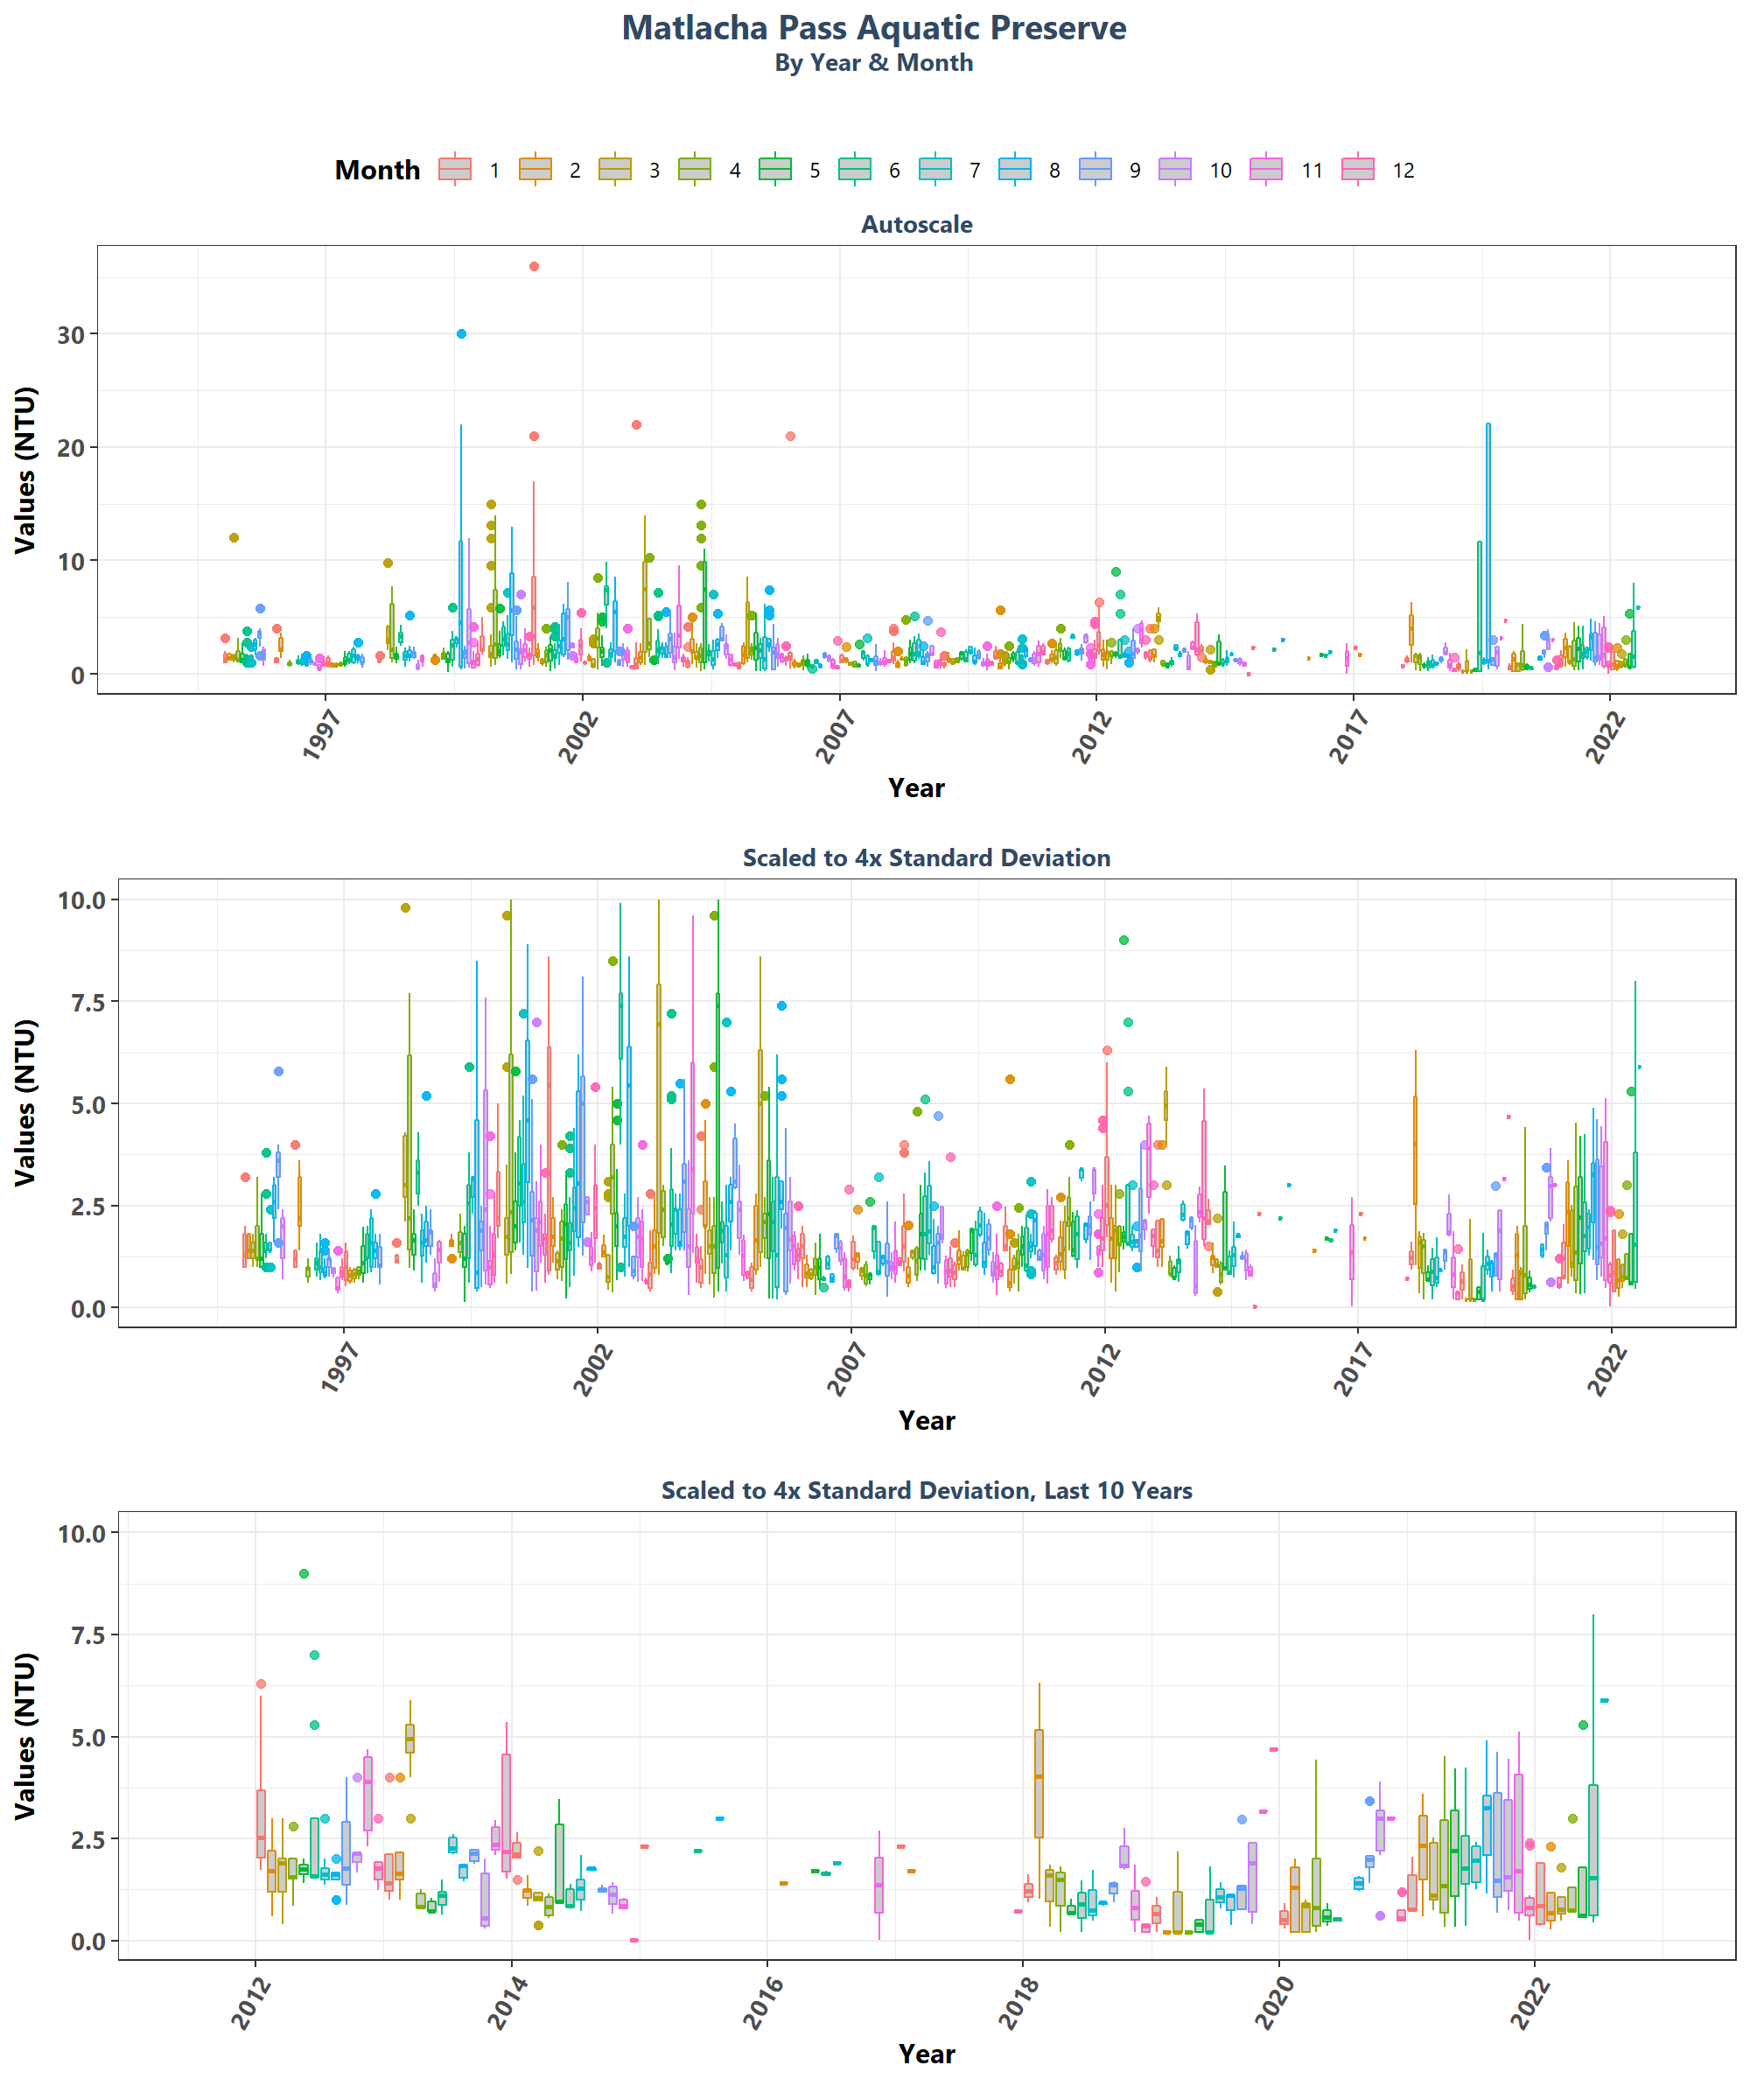 Matlacha Pass Aquatic Preserve
By Year & Month
Month 1 2 3 4 5 6 7 8 9 10 11 12
Autoscale
Values (NTU)
30
20
10
0
1997 2002 2007 2012 2017 2022
Year
Scaled to 4x Standard Deviation
Values (NTU)
10.0
7.5
5.0
2.5
0.0
1997 2002 2007 2012 2017 2022
Year
Scaled to 4x Standard Deviation, Last 10 Years
Values (NTU)
10.0
7.5
5.0
2.5
0.0
2012 2014 2016 2018 2020 2022
Year